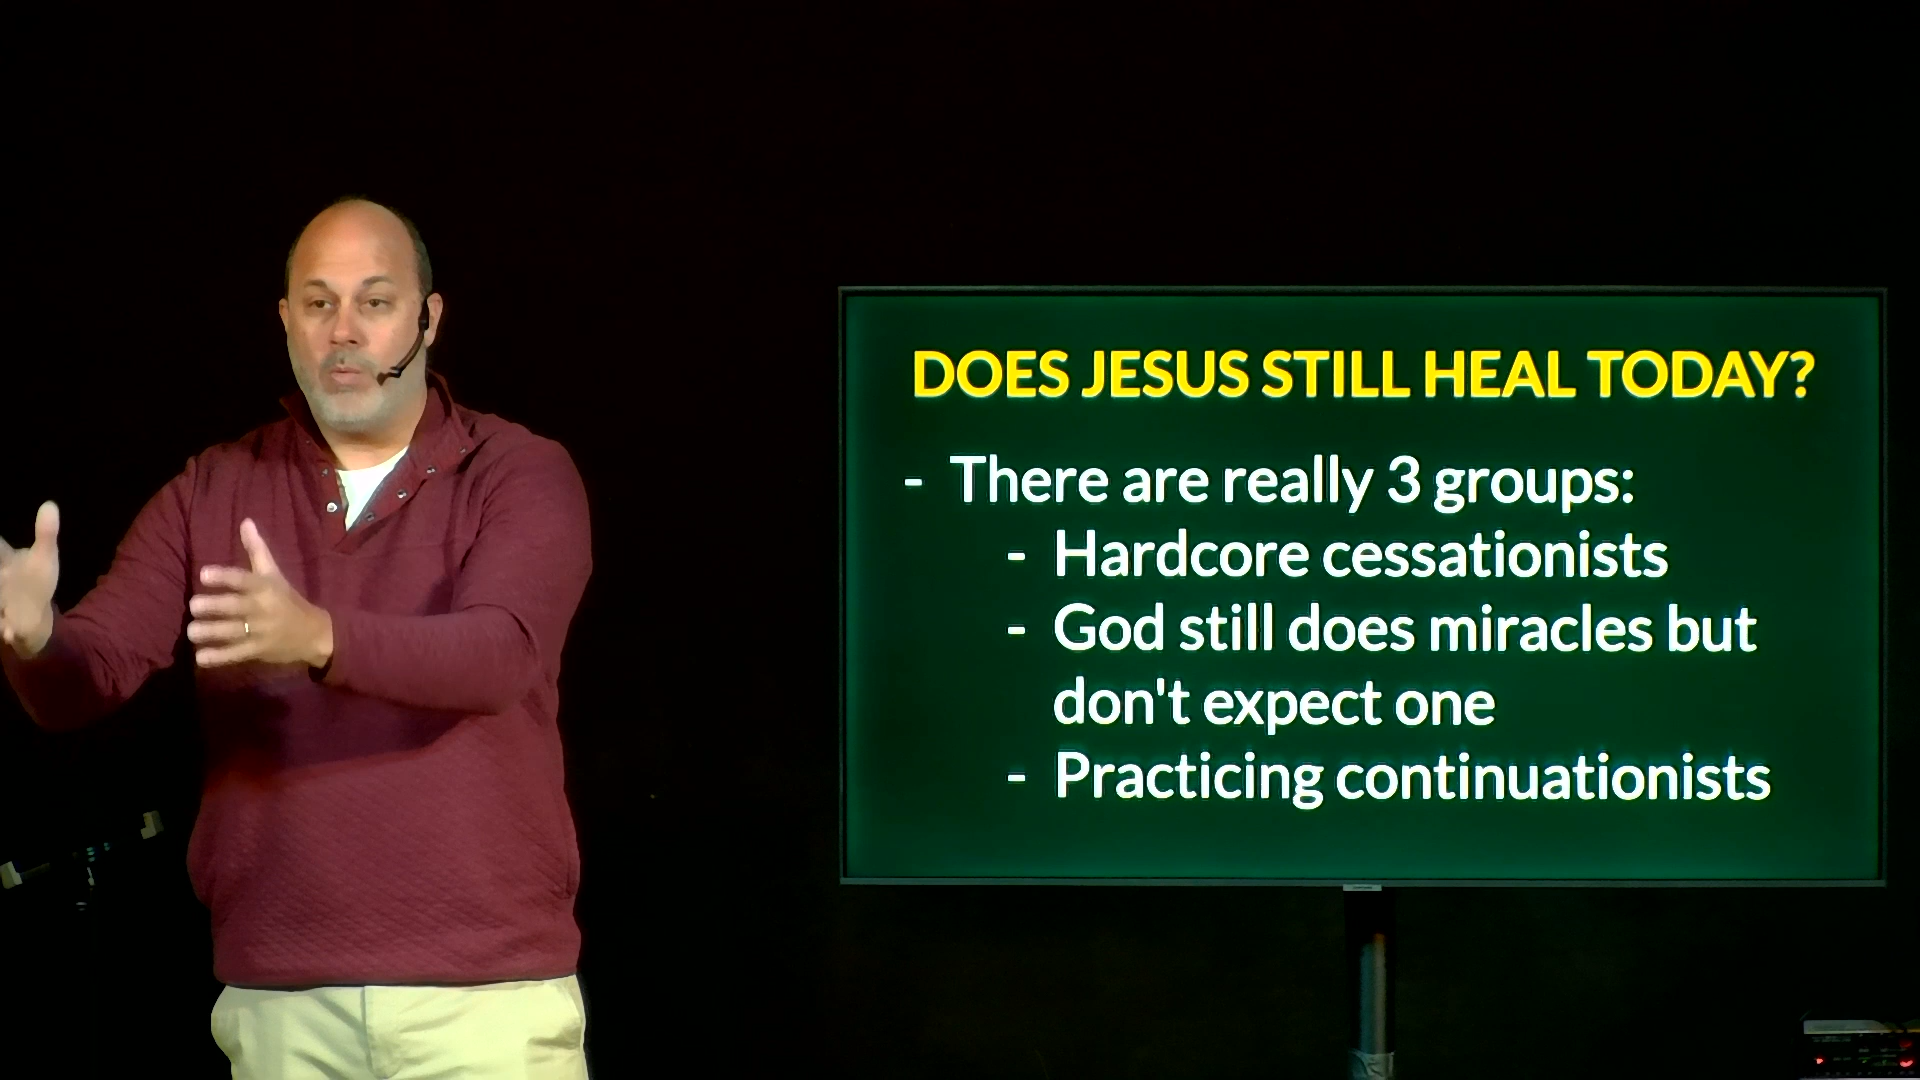 DOES JESUS STILL HEAL TODAY?
- There are really 3 groups:
- Hardcore cessationists
- God still does miracles but
don't expect one
- Practicing continuationists